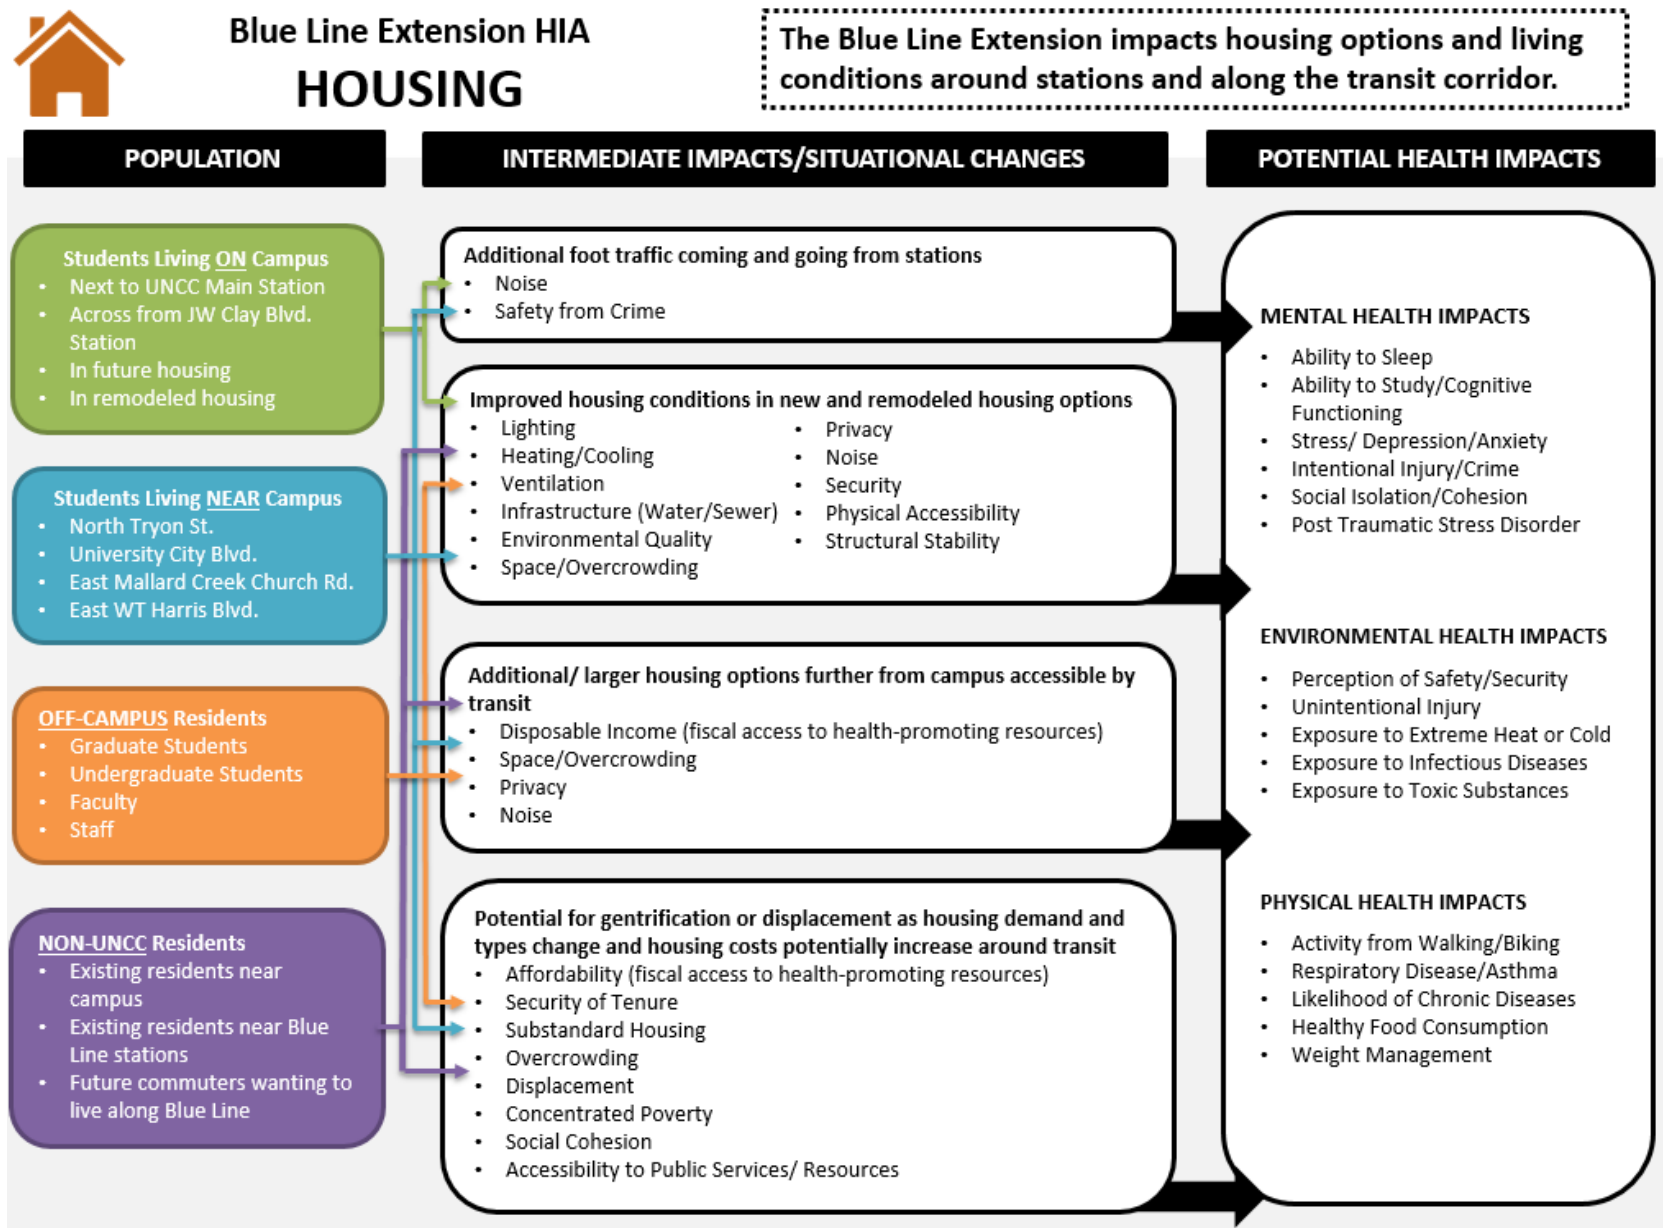 Blue Line Extension HIA
HOUSING
The Blue Line Extension impacts housing options and living
conditions around stations and along the transit corridor.
POPULATION
INTERMEDIATE IMPACTS/SITUATIONAL CHANGES
POTENTIAL HEALTH IMPACTS
Students Living ON Campus
• Next to UNCC Main Station
• Across from JW Clay Blvd.
Station
• In future housing
• In remodeled housing
Students Living NEAR Campus
• North Tryon St.
• University City Blvd.
• East Mallard Creek Church Rd.
• East WT Harris Blvd.
OFF-CAMPUS Residents
• Graduate Students
• Undergraduate Students
• Faculty
• Staff
NON-UNCC Residents
• Existing residents near
campus
• Existing residents near Blue
Line stations
• Future commuters wanting to
live along Blue Line
Additional foot traffic coming and going from stations
• Noise
• Safety from Crime
Improved housing conditions in new and remodeled housing options
• Lighting
• Heating/Cooling
• Ventilation
• Infrastructure (Water/Sewer)
• Environmental Quality
• Space/Overcrowding
• Privacy
• Noise
• Security
• Physical Accessibility
• Structural Stability
Additional/ larger housing options further from campus accessible by
transit
• Disposable Income (fiscal access to health-promoting resources)
• Space/Overcrowding
• Privacy
• Noise
Potential for gentrification or displacement as housing demand and
types change and housing costs potentially increase around transit
• Affordability (fiscal access to health-promoting resources)
• Security of Tenure
• Substandard Housing
• Overcrowding
• Displacement
• Concentrated Poverty
• Social Cohesion
• Accessibility to Public Services/ Resources
MENTAL HEALTH IMPACTS
• Ability to Sleep
• Ability to Study/Cognitive
Functioning
• Stress/ Depression/Anxiety
• Intentional Injury/Crime
• Social Isolation/Cohesion
• Post Traumatic Stress Disorder
ENVIRONMENTAL HEALTH IMPACTS
• Perception of Safety/Security
• Unintentional Injury
• Exposure to Extreme Heat or Cold
• Exposure to Infectious Diseases
• Exposure to Toxic Substances
PHYSICAL HEALTH IMPACTS
• Activity from Walking/Biking
• Respiratory Disease/Asthma
• Likelihood of Chronic Diseases
• Healthy Food Consumption
• Weight Management